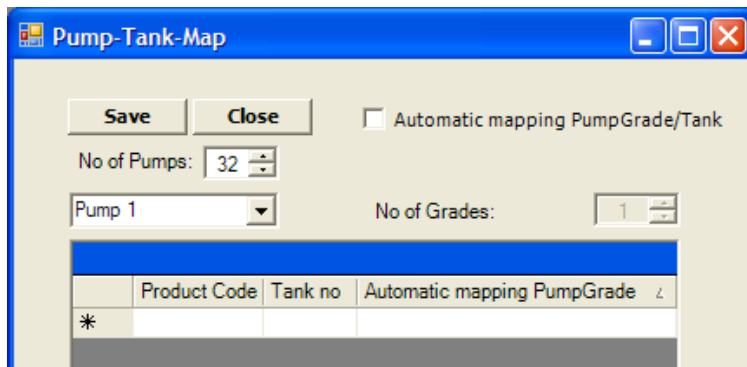 Pump-Tank-Map
Save Close Automatic mapping PumpGrade/Tank
No of Pumps: 32
Pump 1 No of Grades: 1
Product Code Tank no Automatic mapping PumpGrade
*